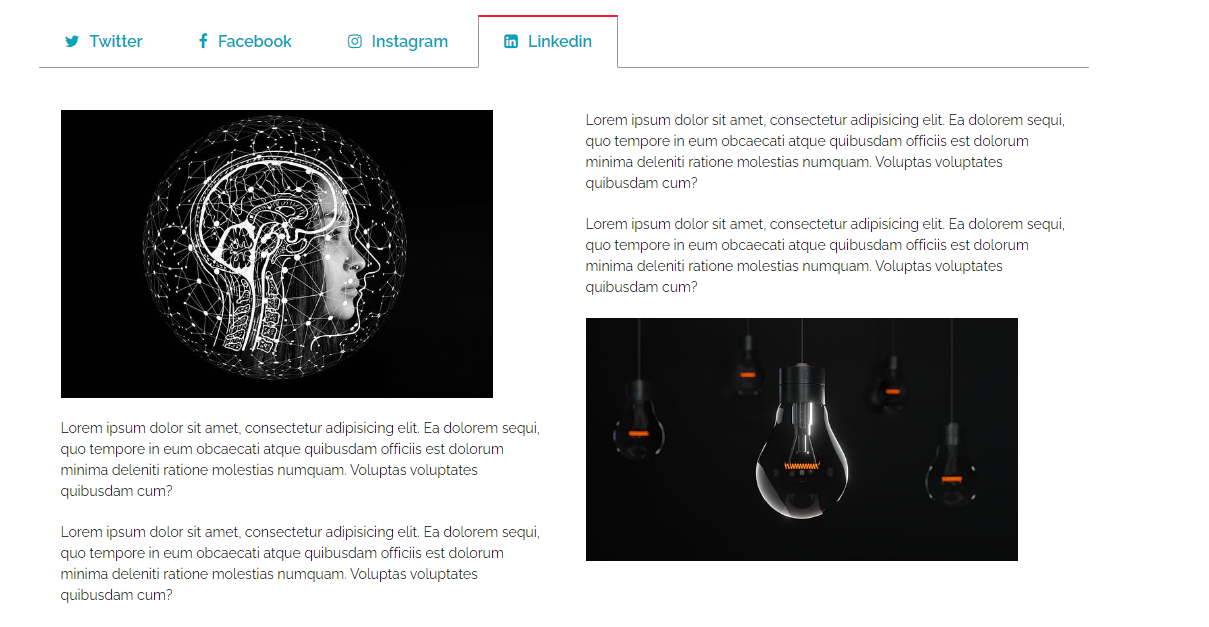 Twitter
Facebook
Instagram
Linkedin
Lorem ipsum dolor sit amet, consectetur adipisicing elit. Ea dolorem sequi,
quo tempore in eum obcaecati atque quibusdam officiis est dolorum
minima deleniti ratione molestias numquam. Voluptas voluptates
quibusdam cum?
Lorem ipsum dolor sit amet, consectetur adipisicing elit. Ea dolorem sequi,
quo tempore in eum obcaecati atque quibusdam officiis est dolorum
minima deleniti ratione molestias numquam. Voluptas voluptates
quibusdam cum?
Lorem ipsum dolor sit amet, consectetur adipisicing elit. Ea dolorem sequi,
quo tempore in eum obcaecati atque quibusdam officiis est dolorum
minima deleniti ratione molestias numquam. Voluptas voluptates
quibusdam cum?
Lorem ipsum dolor sit amet, consectetur adipisicing elit. Ea dolorem sequi,
quo tempore in eum obcaecati atque quibusdam officiis est dolorum
minima deleniti ratione molestias numquam. Voluptas voluptates
quibusdam cum?